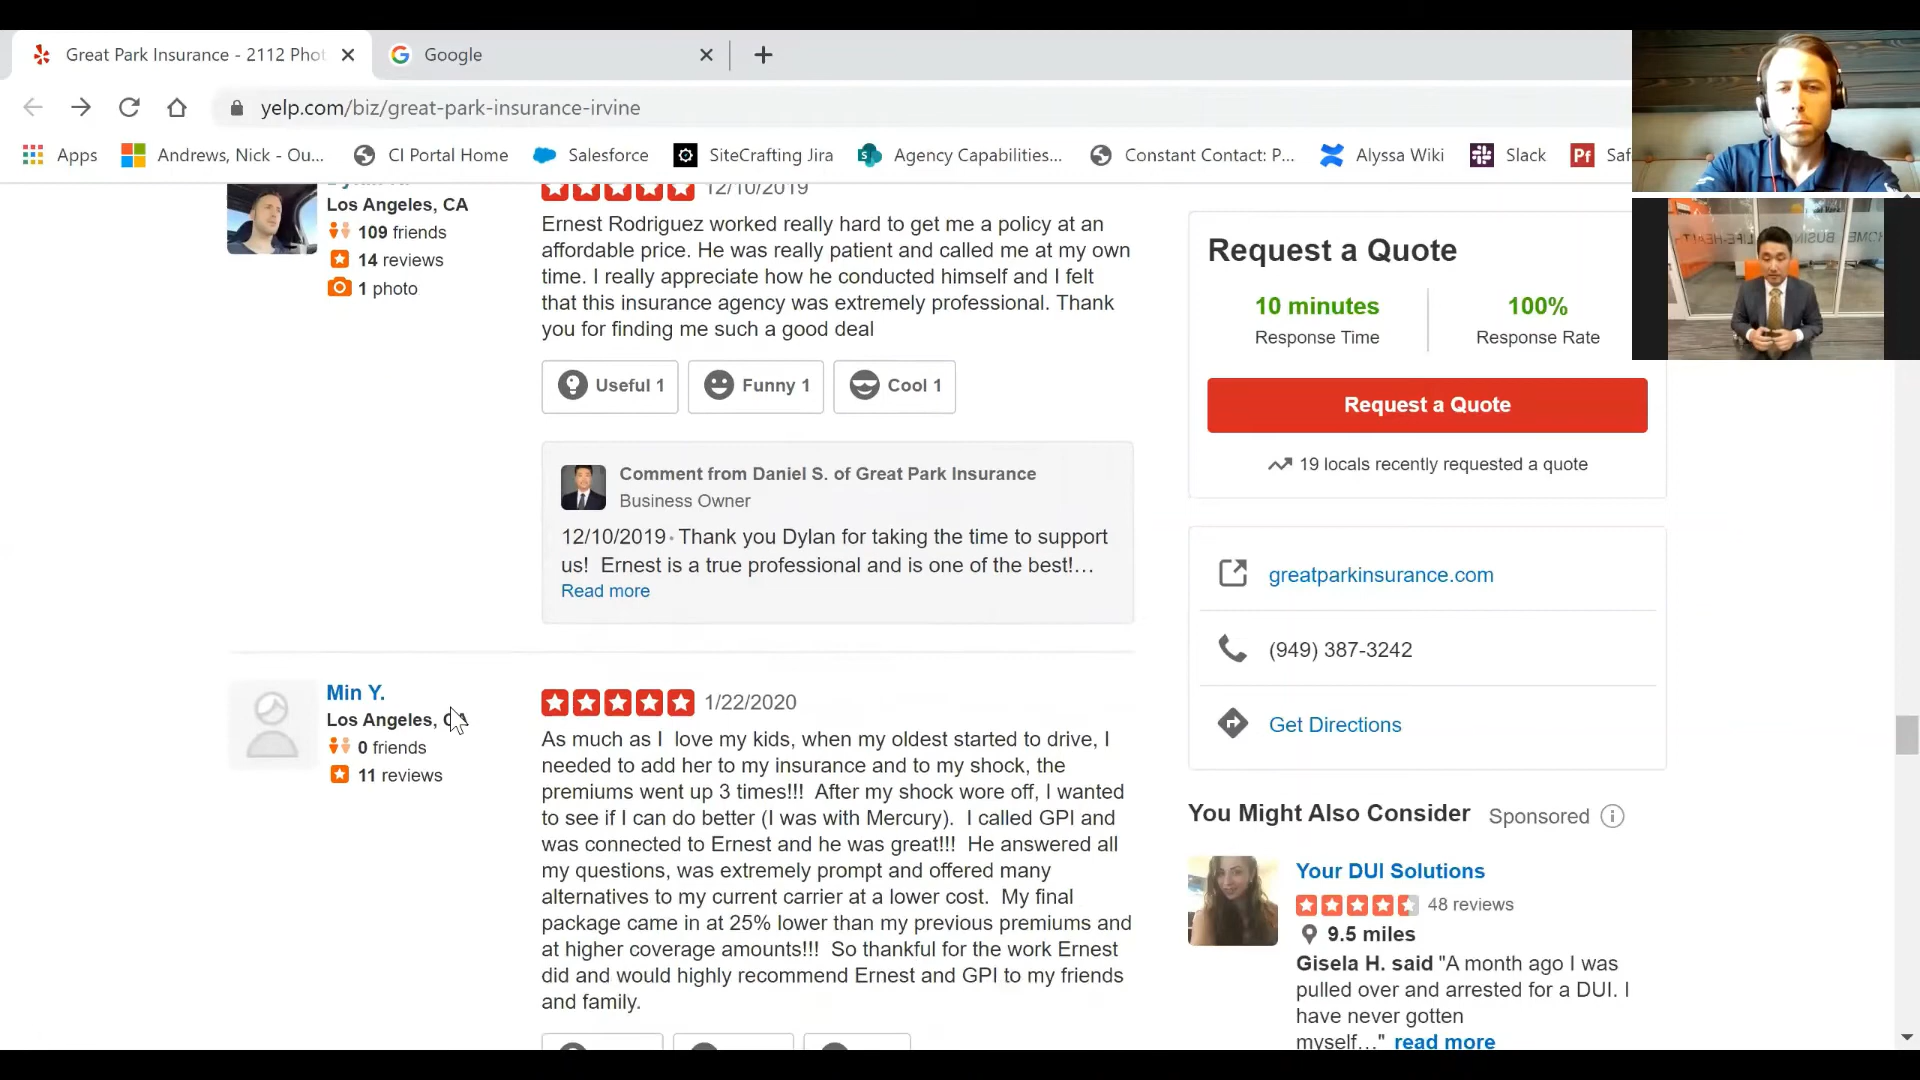 Great Park Insurance - 2112 Phot
Google
yelp.com/biz/great-park-insurance-irvine
Apps
Andrews, Nick - Ou...
CI Portal Home
Salesforce
SiteCrafting Jira
Agency Capabilities...
Constant Contact: P...
Alyssa Wiki
Slack
Pf
Saf
Los Angeles, CA
109 friends
14 reviews
1 photo
12/10/2019
Ernest Rodriguez worked really hard to get me a policy at an
affordable price. He was really patient and called me at my own
time. I really appreciate how he conducted himself and I felt
that this insurance agency was extremely professional. Thank
you for finding me such a good deal
Useful 1
Funny 1
Cool 1
Comment from Daniel S. of Great Park Insurance
Business Owner
12/10/2019 · Thank you Dylan for taking the time to support
us!  Ernest is a true professional and is one of the best!...
Read more
Min Y.
Los Angeles, CA
0 friends
11 reviews
1/22/2020
As much as I  love my kids, when my oldest started to drive, I
needed to add her to my insurance and to my shock, the
premiums went up 3 times!!!  After my shock wore off, I wanted
to see if I can do better (I was with Mercury).  I called GPI and
was connected to Ernest and he was great!!!  He answered all
my questions, was extremely prompt and offered many
alternatives to my current carrier at a lower cost.  My final
package came in at 25% lower than my previous premiums and
at higher coverage amounts!!!  So thankful for the work Ernest
did and would highly recommend Ernest and GPI to my friends
and family.
Request a Quote
10 minutes
Response Time
100%
Response Rate
Request a Quote
19 locals recently requested a quote
greatparkinsurance.com
(949) 387-3242
Get Directions
You Might Also Consider
Sponsored
Your DUI Solutions
48 reviews
9.5 miles
Gisela H. said "A month ago I was
pulled over and arrested for a DUI. I
have never gotten
myself..." read more